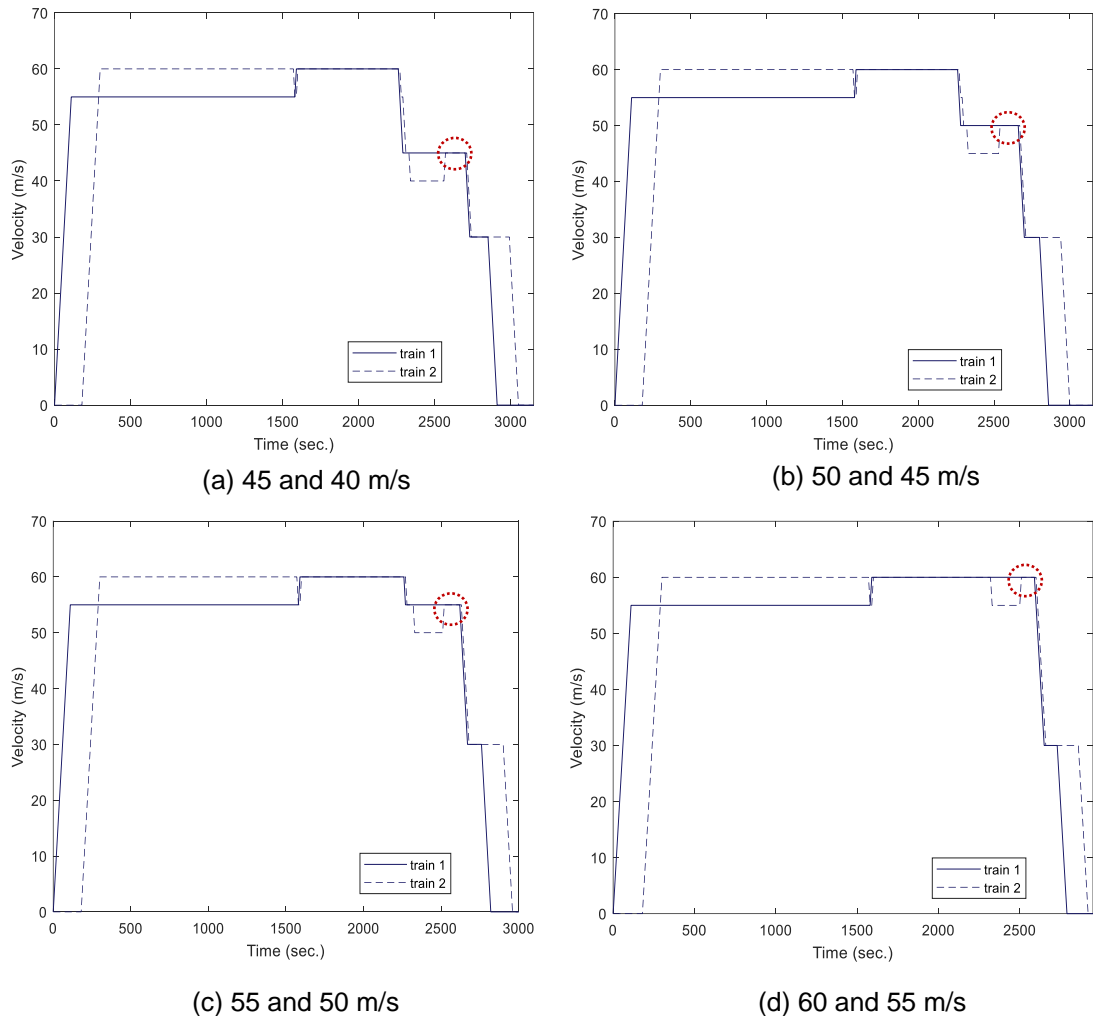 70
60
50
40
30
20
10
0
Velocity (m/s)
train 1
train 2
0 500 1000 1500 2000 2500 3000
Time (sec.)
(a) 45 and 40 m/s
70
60
50
40
30
20
10
0
Velocity (m/s)
train 1
train 2
0 500 1000 1500 2000 2500 3000
Time (sec.)
(b) 50 and 45 m/s
70
60
50
40
30
20
10
0
Velocity (m/s)
train 1
train 2
0 500 1000 1500 2000 2500 3000
Time (sec.)
(c) 55 and 50 m/s
70
60
50
40
30
20
10
0
Velocity (m/s)
train 1
train 2
0 500 1000 1500 2000 2500
Time (sec.)
(d) 60 and 55 m/s